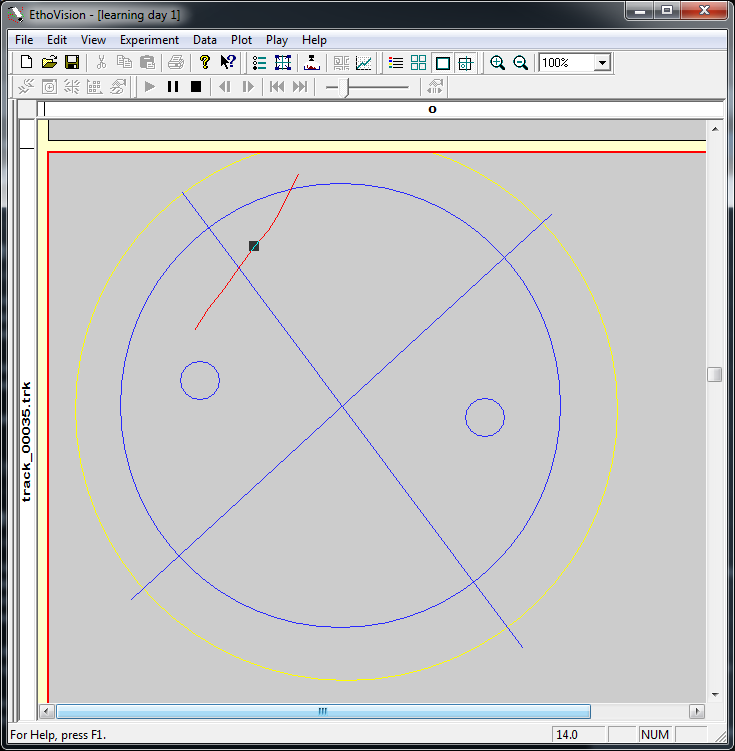 EthoVision - [learning day 1]
File Edit View Experiment Data Plot Play Help
100%
o
track_00035.trk
For Help, press F1.
14.0
NUM